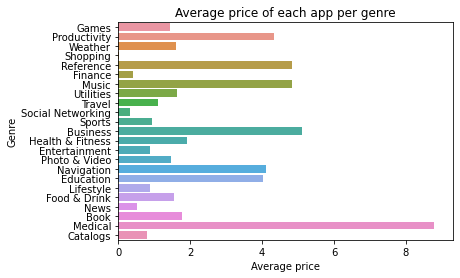 Average price of each app per genre
Genre
Games
Productivity
Weather
Shopping
Reference
Finance
Music
Utilities
Travel
Social Networking
Sports
Business
Health & Fitness
Entertainment
Photo & Video
Navigation
Education
Lifestyle
Food & Drink
News
Book
Medical
Catalogs
0 2 4 6 8
Average price